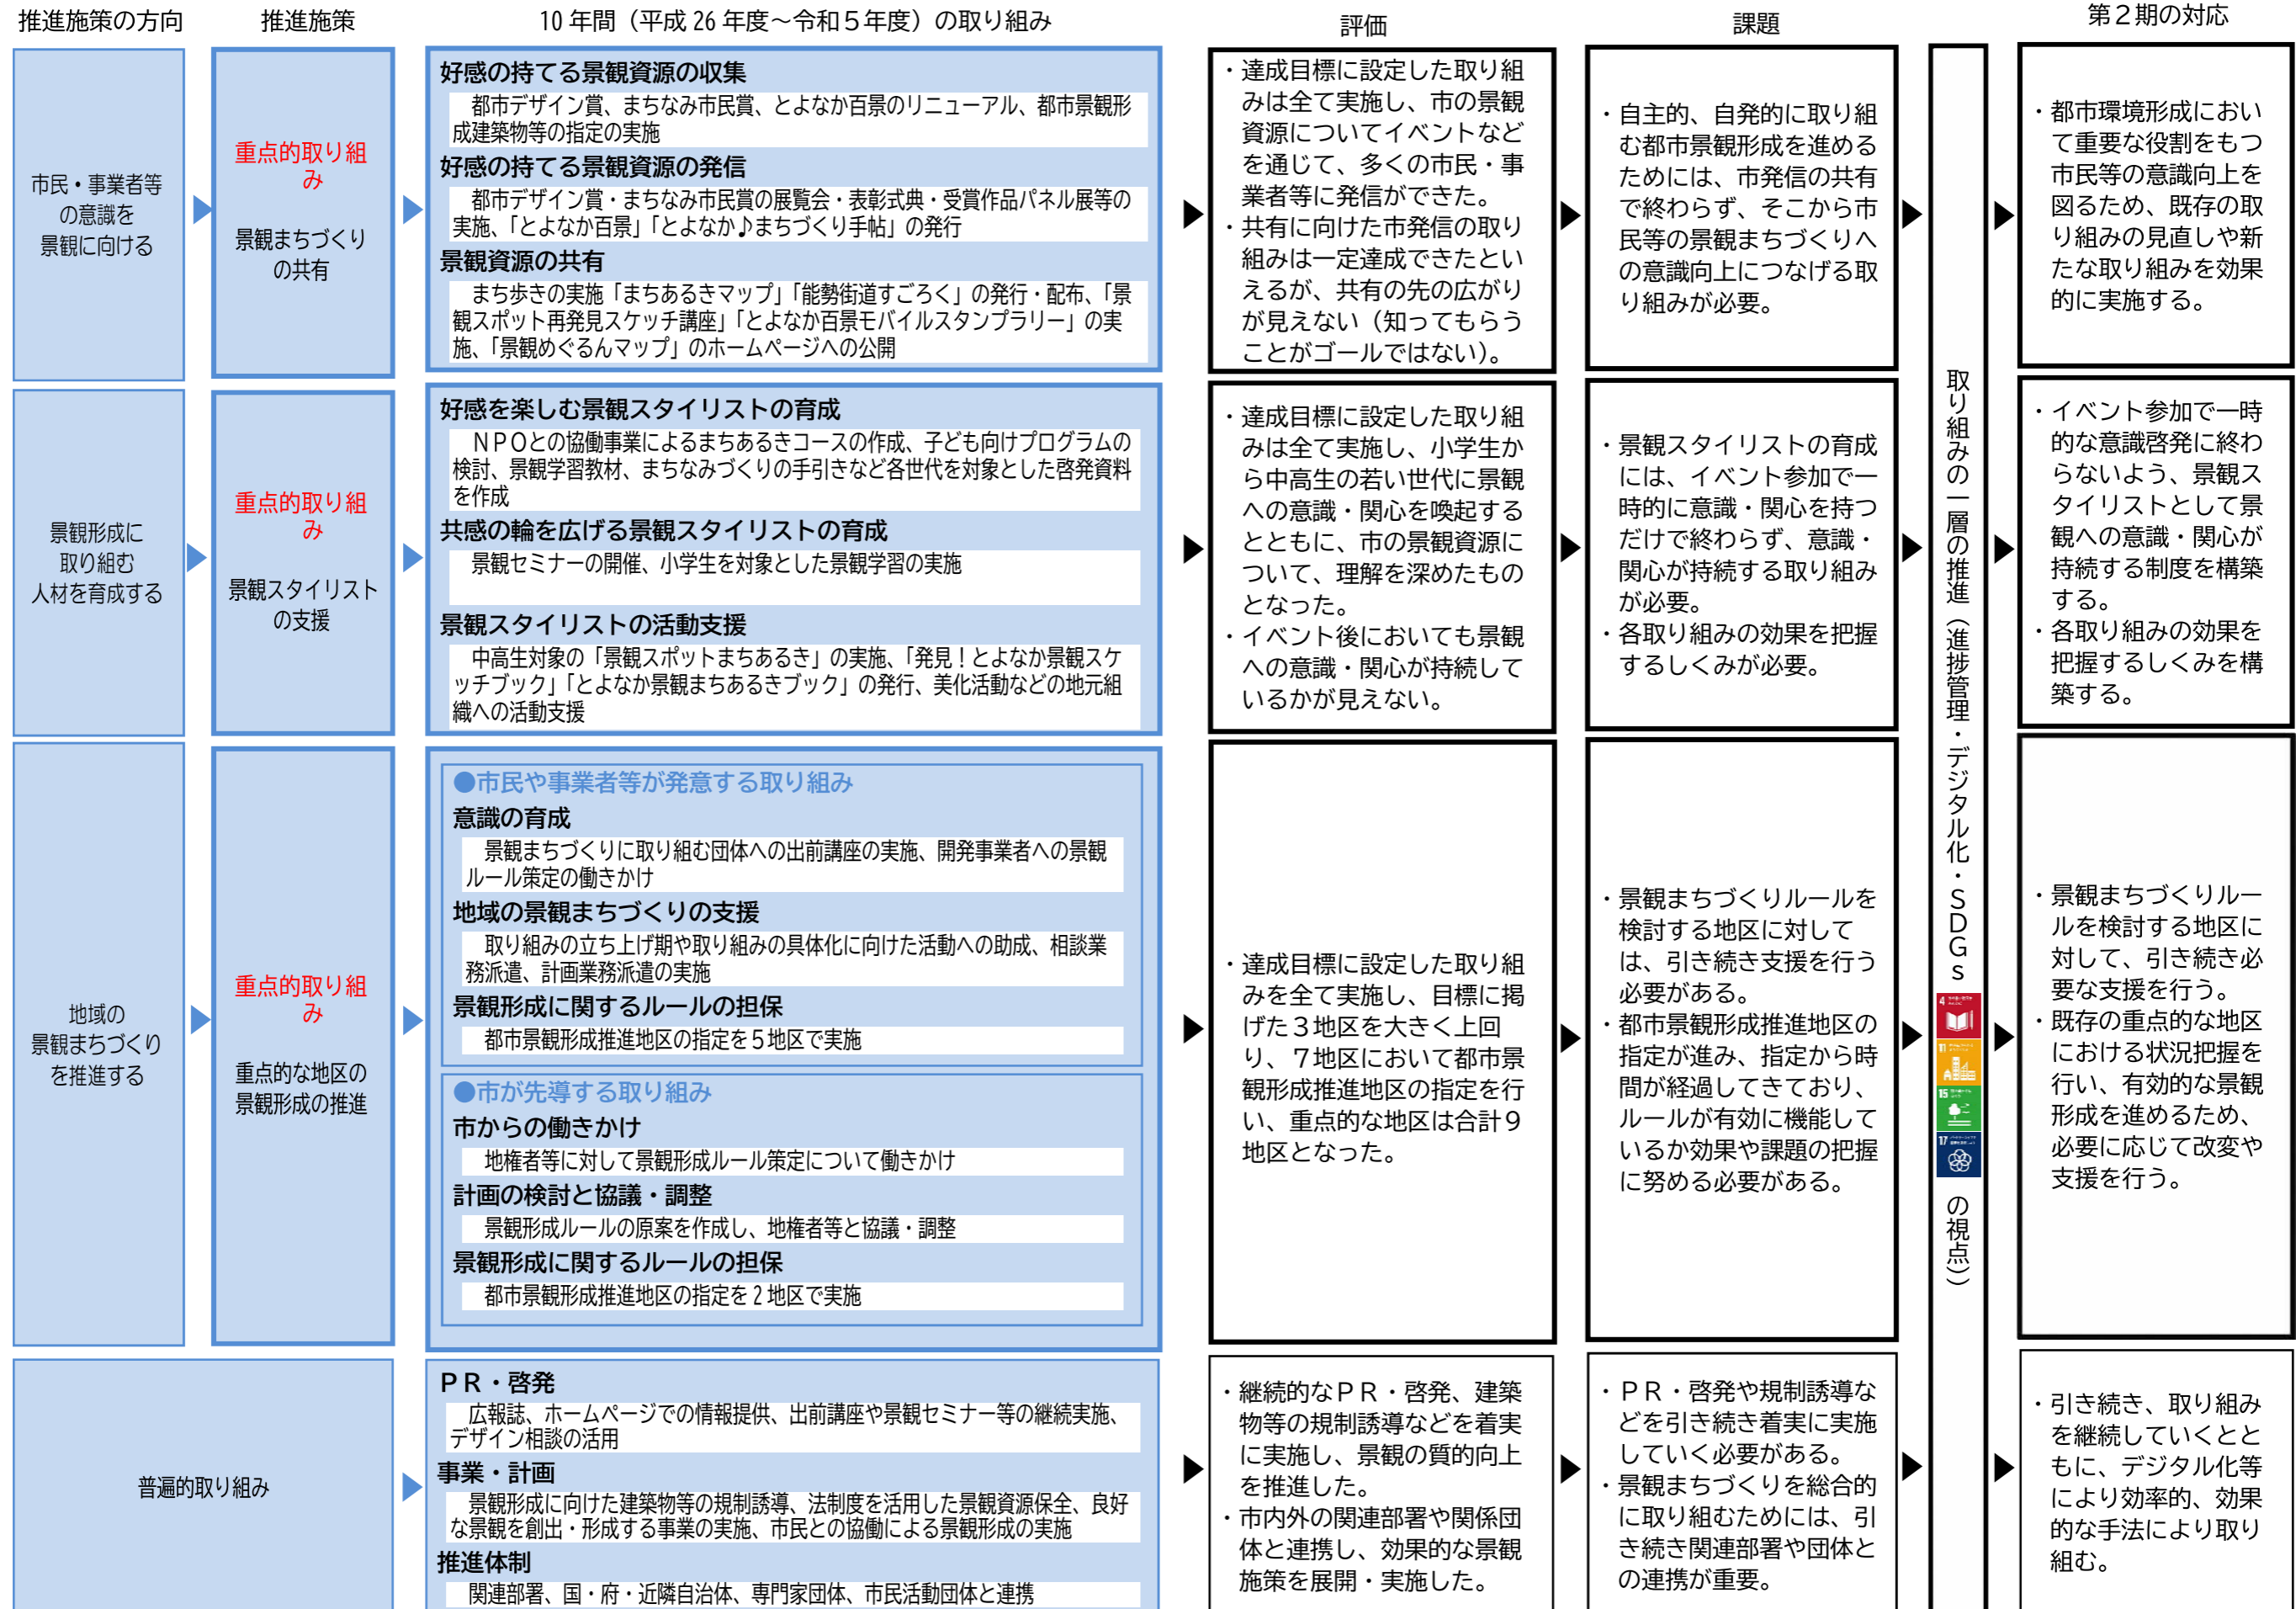 推進施策の方向
推進施策
10年間（平成26年度～令和５年度）の取り組み
評価
課題
第２期の対応
市民・事業者等
の意識を
景観に向ける
重点的取り組
み
景観まちづくり
の共有
好感の持てる景観資源の収集
都市デザイン賞、まちなみ市民賞、とよなか百景のリニューアル、都市景観形
成建築物等の指定の実施
好感の持てる景観資源の発信
都市デザイン賞・まちなみ市民賞の展覧会・表彰式典・受賞作品パネル展等の
実施、「とよなか百景」「とよなか♪まちづくり手帖」の発行
景観資源の共有
まち歩きの実施「まちあるきマップ」「能勢街道すごろく」の発行・配布、「景
観スポット再発見スケッチ講座」「とよなか百景モバイルスタンプラリー」の実
施、「景観めぐるんマップ」のホームページへの公開
・達成目標に設定した取り組
みは全て実施し、市の景観
資源についてイベントなど
を通じて、多くの市民・事
業者等に発信ができた。
・共有に向けた市発信の取り
組みは一定達成できたとい
えるが、共有の先の広がり
が見えない（知ってもらう
ことがゴールではない）。
・自主的、自発的に取り組
む都市景観形成を進める
ためには、市発信の共有
で終わらず、そこから市
民等の景観まちづくりへ
の意識向上につなげる取
り組みが必要。
・都市環境形成におい
て重要な役割をもつ
市民等の意識向上を
図るため、既存の取
り組みの見直しや新
たな取り組みを効果
的に実施する。
景観形成に
取り組む
人材を育成する
重点的取り組
み
景観スタイリスト
の支援
好感を楽しむ景観スタイリストの育成
ＮＰＯとの協働事業によるまちあるきコースの作成、子ども向けプログラムの
検討、景観学習教材、まちなみづくりの手引きなど各世代を対象とした啓発資料
を作成
共感の輪を広げる景観スタイリストの育成
景観セミナーの開催、小学生を対象とした景観学習の実施
景観スタイリストの活動支援
中高生対象の「景観スポットまちあるき」の実施、「発見！とよなか景観スケ
ッチブック」「とよなか景観まちあるきブック」の発行、美化活動などの地元組
織への活動支援
・達成目標に設定した取り組
みは全て実施し、小学生か
ら中高生の若い世代に景観
への意識・関心を喚起する
とともに、市の景観資源に
ついて、理解を深めたもの
となった。
・イベント後においても景観
への意識・関心が持続して
いるかが見えない。
・景観スタイリストの育成
には、イベント参加で一
時的に意識・関心を持つ
だけで終わらず、意識・
関心が持続する取り組み
が必要。
・各取り組みの効果を把握
するしくみが必要。
・イベント参加で一時
的な意識啓発に終わ
らないよう、景観ス
タイリストとして景
観への意識・関心が
持続する制度を構築
する。
・各取り組みの効果を
把握するしくみを構
築する。
地域の
景観まちづくり
を推進する
重点的取り組
み
重点的な地区の
景観形成の推進
●市民や事業者等が発意する取り組み
意識の育成
景観まちづくりに取り組む団体への出前講座の実施、開発事業者への景観
ルール策定の働きかけ
地域の景観まちづくりの支援
取り組みの立ち上げ期や取り組みの具体化に向けた活動への助成、相談業
務派遣、計画業務派遣の実施
景観形成に関するルールの担保
都市景観形成推進地区の指定を５地区で実施
●市が先導する取り組み
市からの働きかけ
地権者等に対して景観形成ルール策定について働きかけ
計画の検討と協議・調整
景観形成ルールの原案を作成し、地権者等と協議・調整
景観形成に関するルールの担保
都市景観形成推進地区の指定を２地区で実施
・達成目標に設定した取り組
みを全て実施し、目標に掲
げた３地区を大きく上回
り、７地区において都市景
観形成推進地区の指定を行
い、重点的な地区は合計９
地区となった。
・景観まちづくりルールを
検討する地区に対して
は、引き続き支援を行う
必要がある。
・都市景観形成推進地区の
指定が進み、指定から時
間が経過してきており、
ルールが有効に機能して
いるか効果や課題の把握
に努める必要がある。
取り組みの一層の推進（進捗管理・デジタル化・ＳＤＧｓ
4
11
15
17
の視点）
・景観まちづくりルー
ルを検討する地区に
対して、引き続き必
要な支援を行う。
・既存の重点的な地区
における状況把握を
行い、有効的な景観
形成を進めるため、
必要に応じて改変や
支援を行う。
普遍的取り組み
ＰＲ・啓発
広報誌、ホームページでの情報提供、出前講座や景観セミナー等の継続実施、
デザイン相談の活用
事業・計画
景観形成に向けた建築物等の規制誘導、法制度を活用した景観資源保全、良好
な景観を創出・形成する事業の実施、市民との協働による景観形成の実施
推進体制
関連部署、国・府・近隣自治体、専門家団体、市民活動団体と連携
・継続的なＰＲ・啓発、建築
物等の規制誘導などを着実
に実施し、景観の質的向上
を推進した。
・市内外の関連部署や関係団
体と連携し、効果的な景観
施策を展開・実施した。
・ＰＲ・啓発や規制誘導な
どを引き続き着実に実施
していく必要がある。
・景観まちづくりを総合的
に取り組むためには、引
き続き関連部署や団体と
の連携が重要。
・引き続き、取り組み
を継続していくとと
もに、デジタル化等
により効率的、効果
的な手法により取り
組む。